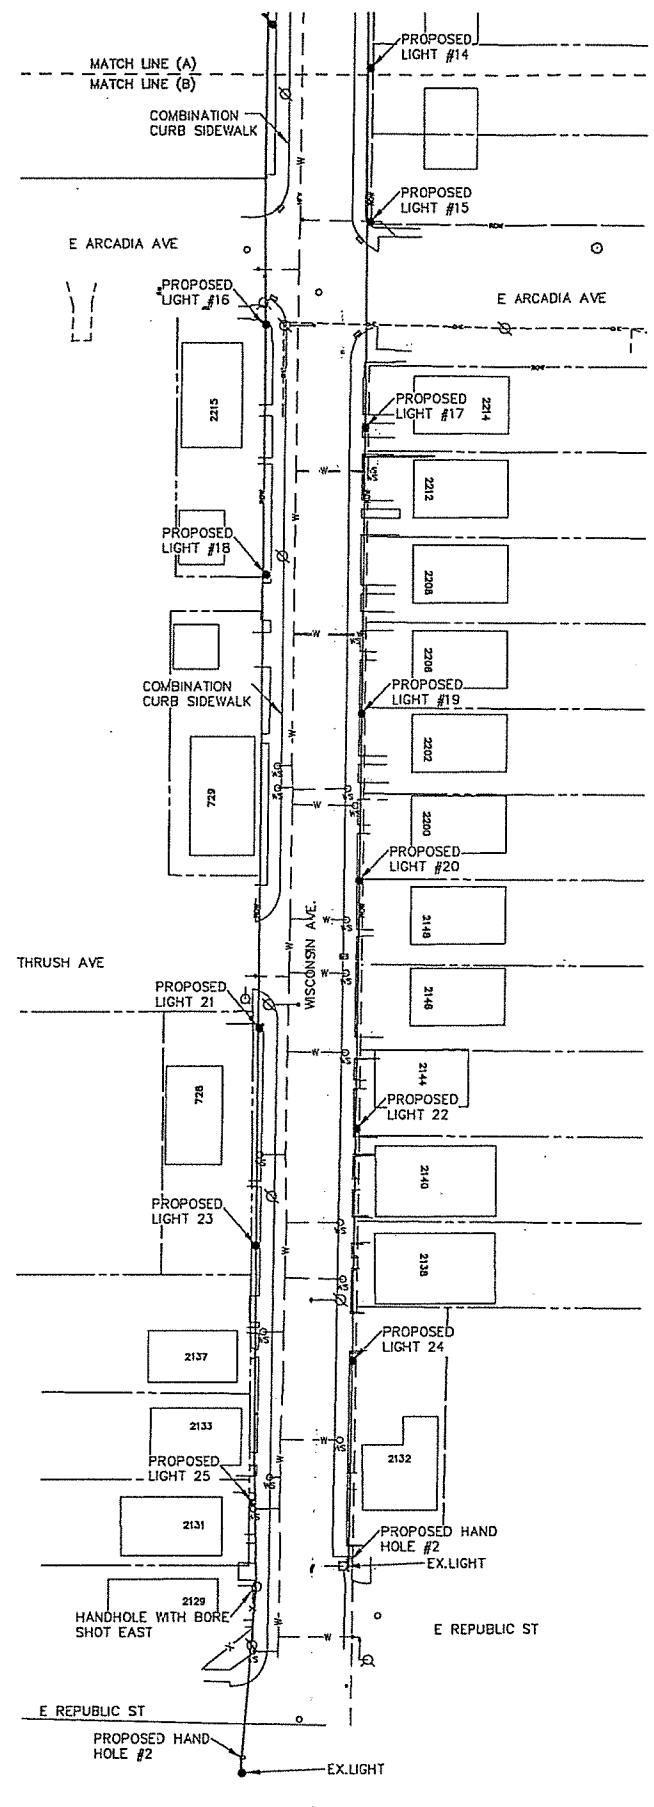 PROPOSED
LIGHT #14
MATCH LINE (A)
MATCH LINE (B)
COMBINATION
CURB SIDEWALK
W
PROPOSED
LIGHT #15
ROW
E ARCADIA AVE
PROPOSED
LIGHT #16
E ARCADIA AVE
ROW
2215
PROPOSED
LIGHT #17
2214
W
2212
ROW
W
PROPOSED
LIGHT #18
2208
W
2206
COMBINATION
CURB SIDEWALK
PROPOSED
LIGHT #19
W
2202
729
W
2200
PROPOSED
LIGHT #20
ROW
WISCONSIN AVE.
W
2148
W
THRUSH AVE
W
2146
PROPOSED
LIGHT 21
W
2144
728
PROPOSED
LIGHT 22
2140
PROPOSED
LIGHT 23
W
W
2138
W
PROPOSED
LIGHT 24
2137
2133
W
2132
PROPOSED
LIGHT 25
W
2131
PROPOSED HAND
HOLE #2
EX.LIGHT
2129
HANDHOLE WITH BORE
SHOT EAST
W
W
E REPUBLIC ST
E REPUBLIC ST
PROPOSED HAND
HOLE #2
EX.LIGHT